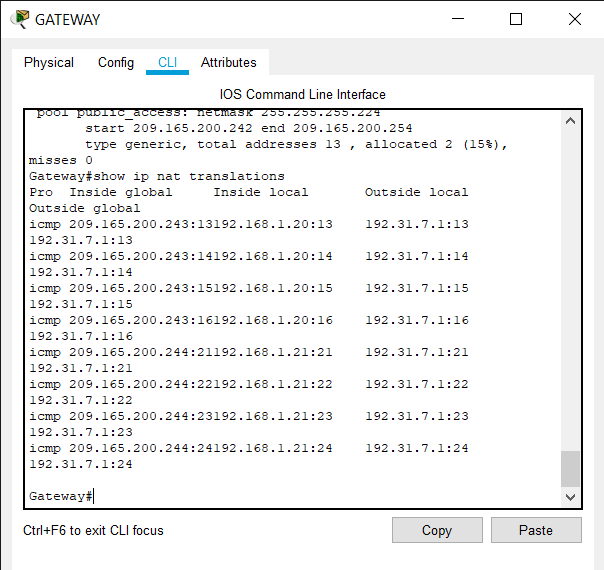 GATEWAY
Physical Config CLI Attributes
IOS Command Line Interface
pool public_access: netmask 255.255.255.224
start 209.165.200.242 end 209.165.200.254
type generic, total addresses 13 , allocated 2 (15%),
misses 0
Gateway#show ip nat translations
Pro Inside global Inside local Outside local
Outside global
icmp 209.165.200.243:13192.168.1.20:13 192.31.7.1:13
192.31.7.1:13
icmp 209.165.200.243:14192.168.1.20:14 192.31.7.1:14
192.31.7.1:14
icmp 209.165.200.243:15192.168.1.20:15 192.31.7.1:15
192.31.7.1:15
icmp 209.165.200.243:16192.168.1.20:16 192.31.7.1:16
192.31.7.1:16
icmp 209.165.200.244:21192.168.1.21:21 192.31.7.1:21
192.31.7.1:21
icmp 209.165.200.244:22192.168.1.21:22 192.31.7.1:22
192.31.7.1:22
icmp 209.165.200.244:23192.168.1.21:23 192.31.7.1:23
192.31.7.1:23
icmp 209.165.200.244:24192.168.1.21:24 192.31.7.1:24
192.31.7.1:24
Gateway#
Ctrl+F6 to exit CLI focus Copy Paste